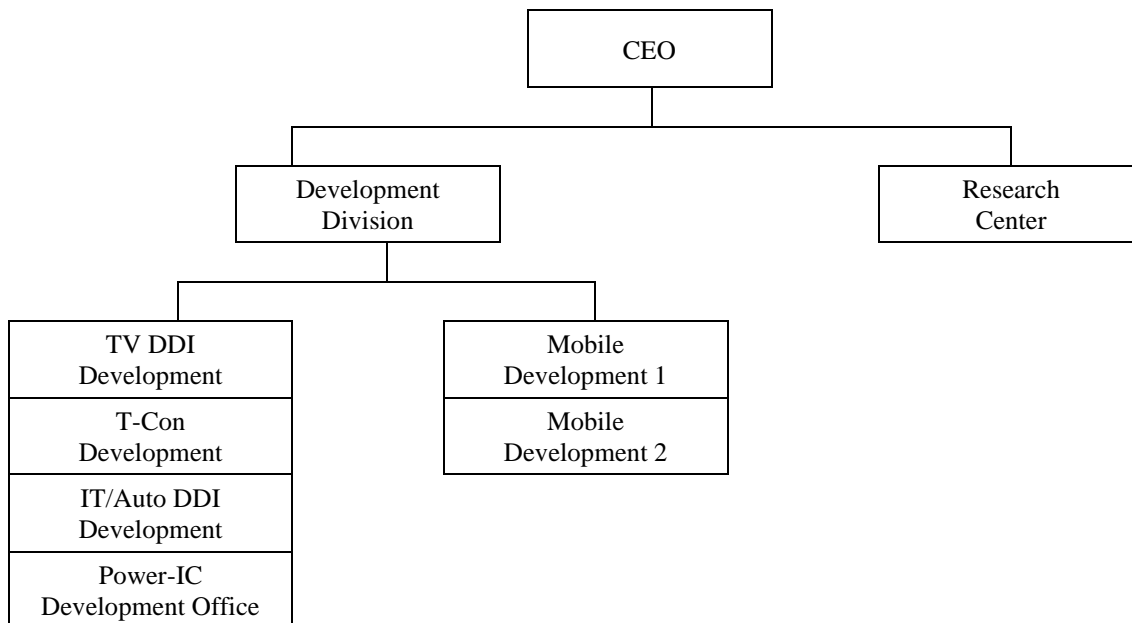 CEO
Development
Division
Research
Center
TV DDI
Development
Mobile
Development 1
T-Con
Development
Mobile
Development 2
IT/Auto DDI
Development
Power-IC
Development Office